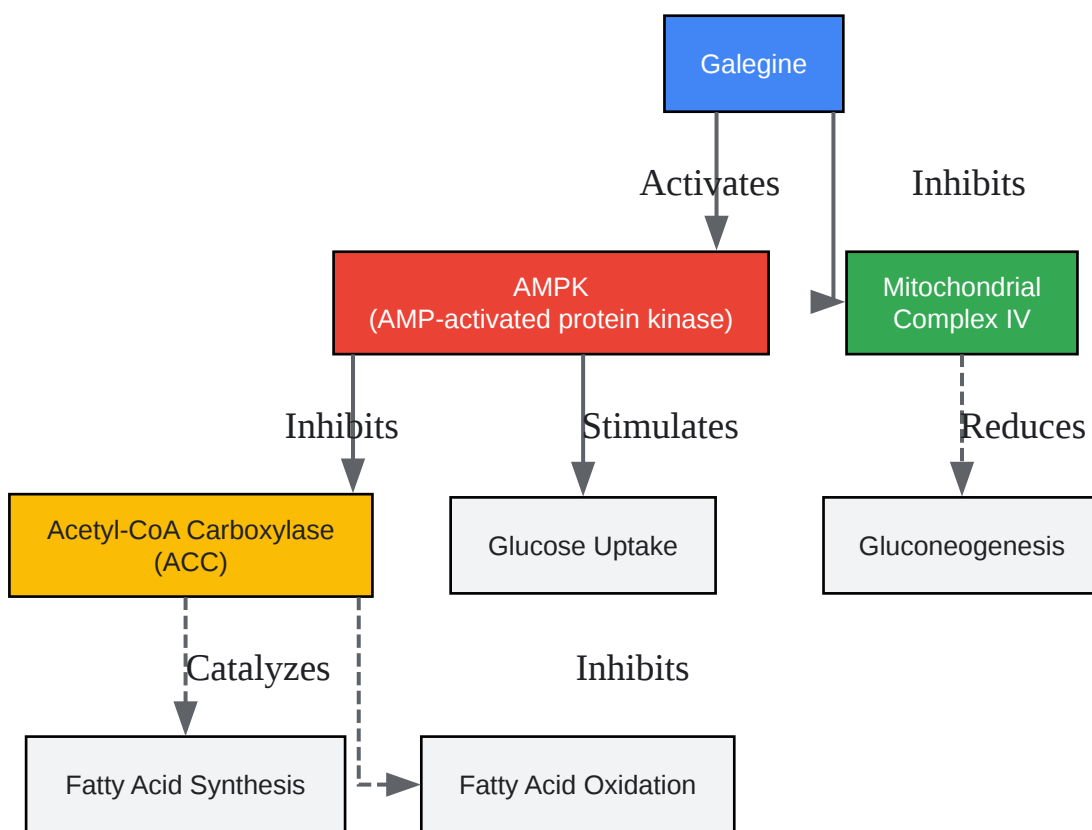 Galegine
Activates
Inhibits
AMPK
(AMP-activated protein kinase)
Mitochondrial
Complex IV
Inhibits
Stimulates
Reduces
Acetyl-CoA Carboxylase
(ACC)
Glucose Uptake
Gluconeogenesis
Catalyzes
Inhibits
Fatty Acid Synthesis
Fatty Acid Oxidation